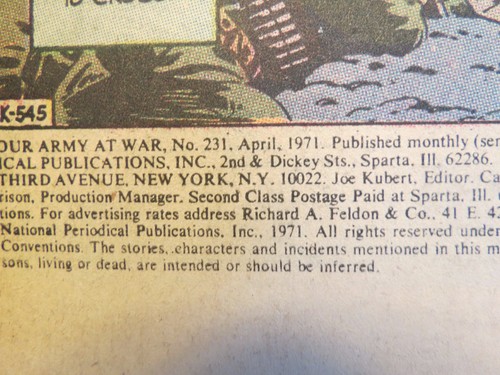 K-545
OUR ARMY AT WAR, No. 231. April, 1971. Published monthly (sem
ICAL PUBLICATIONS, INC., 2nd & Dickey Sts., Sparta, Ill. 62286.
THIRD AVENUE, NEW YORK, N.Y. 10022. Joe Kubert, Editor. Ca
rison, Production Manager. Second Class Postage Paid at Sparta, Ill.
tions. For advertising rates address Richard A. Feldon & Co., 41 E. 42
National Periodical Publications, Inc., 1971. All rights reserved under
Conventions. The stories, characters and incidents mentioned in this m
sons, living or dead, are intended or should be inferred.